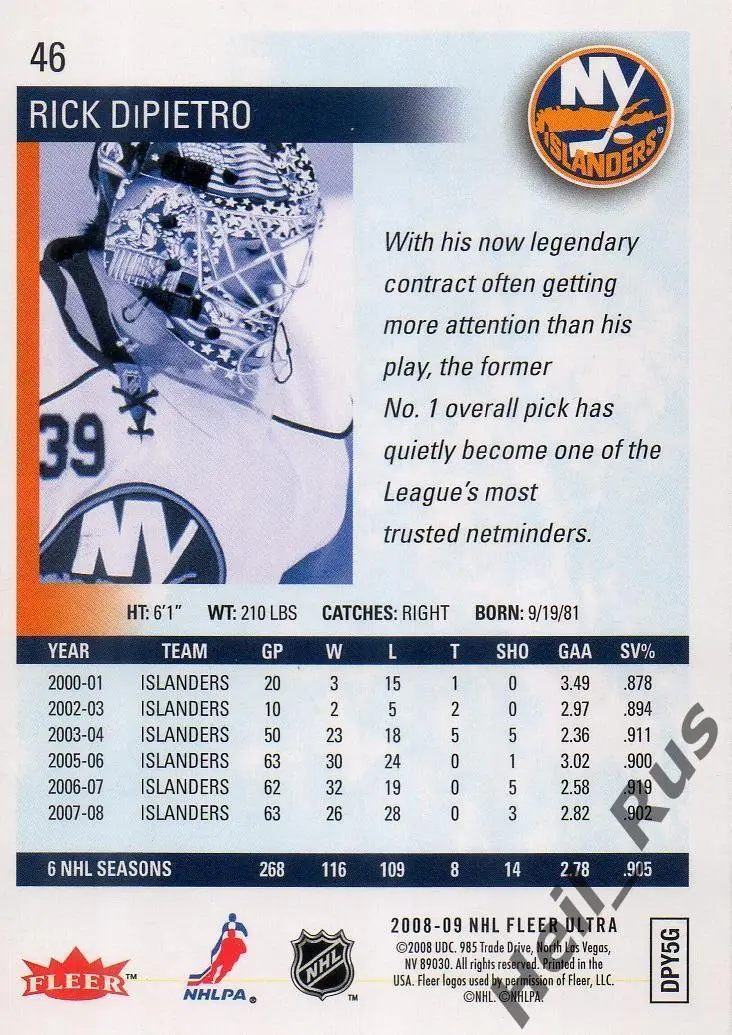 46
RICK DiPIETRO
NY
ISLANDERS®
With his now legendary
contract often getting
more attention than his
play, the former
No. 1 overall pick has
quietly become one of the
League's most
trusted netminders.
39
NY
HT: 6'1" WT: 210 LBS CATCHES: RIGHT BORN: 9/19/81
YEAR TEAM GP W L T SHO GAA SV%
2000-01 ISLANDERS 20 3 15 1 0 3.49 .878
2002-03 ISLANDERS 10 2 5 2 0 2.97 .894
2003-04 ISLANDERS 50 23 18 5 5 2.36 .911
2005-06 ISLANDERS 63 30 24 0 1 3.02 .900
2006-07 ISLANDERS 62 32 19 0 5 2.58 .919
2007-08 ISLANDERS 63 26 28 0 3 2.82 .902
6 NHL SEASONS 268 116 109 8 14 2.78 .905
Heil_Rus
FLEER™
NHLPA®
NHL™
2008-09 NHL FLEER ULTRA
©2008 UDC. 985 Trade Drive, North Las Vegas,
NV 89030. All rights reserved. Printed in the
USA. Fleer logos used by permission of Fleer, LLC.
©NHL. ©NHLPA.
DPY5G